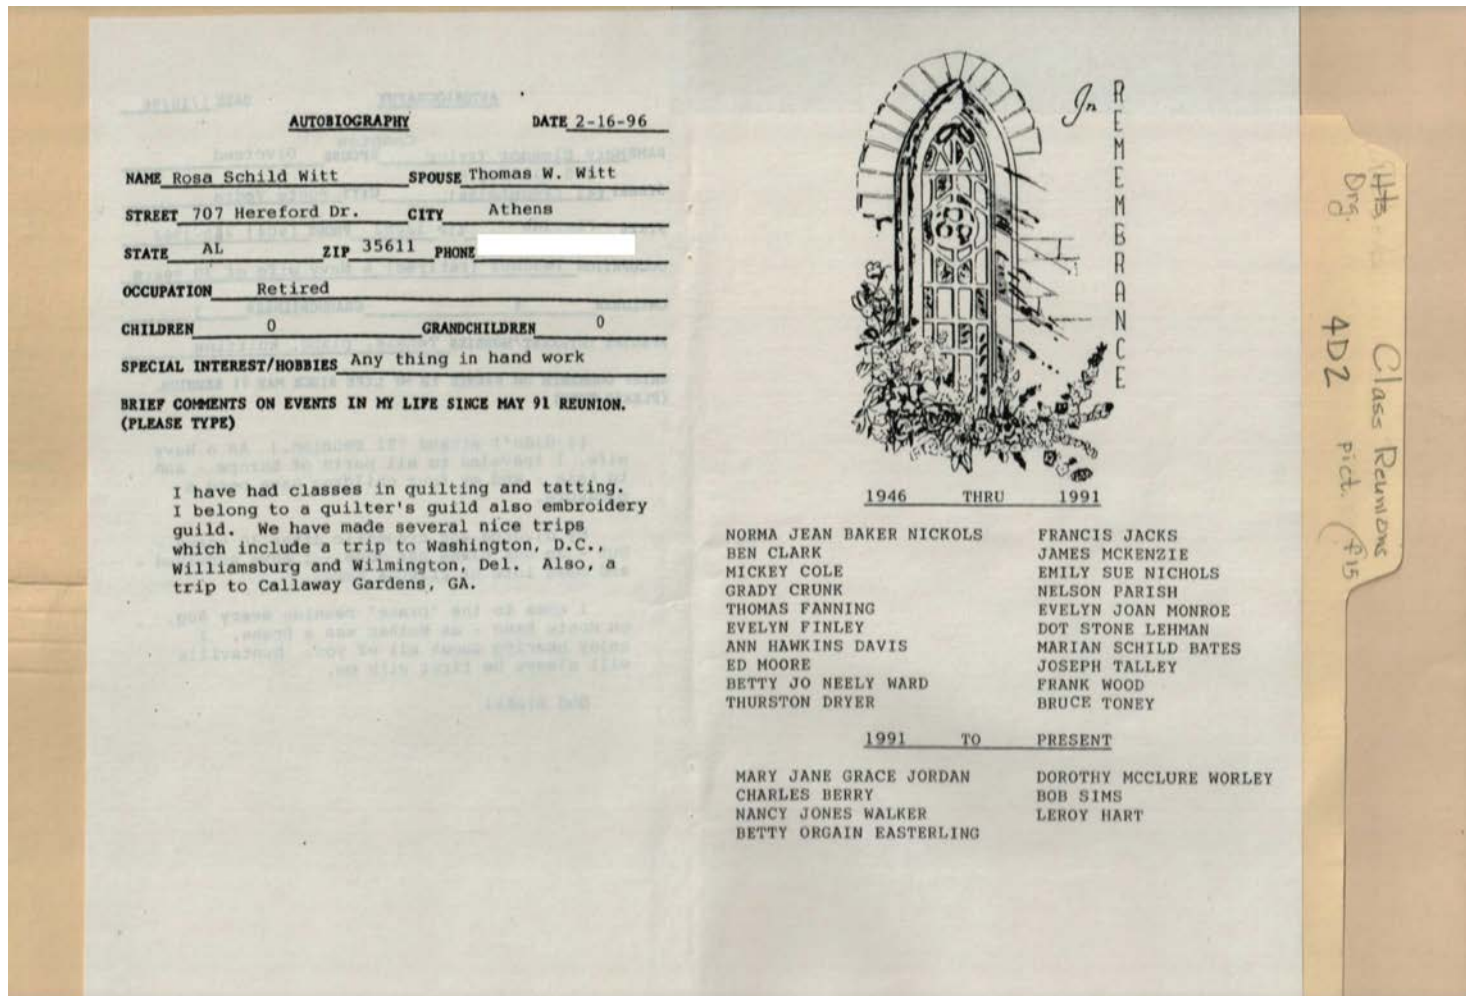 AUTOBIOGRAPHY DATE 2-16-96
NAME Rosa Schild Witt SPOUSE Thomas W. Witt
STREET 707 Hereford Dr. CITY Athens
STATE AL ZIP 35611 PHONE
OCCUPATION Retired
CHILDREN 0 GRANDCHILDREN 0
SPECIAL INTEREST/HOBBIES Any thing in hand work
BRIEF COMMENTS ON EVENTS IN MY LIFE SINCE MAY 91 REUNION.
(PLEASE TYPE)
I have had classes in quilting and tatting.
I belong to a quilter's guild also embroidery
guild. We have made several nice trips
which include a trip to Washington, D.C.,
Williamsburg and Wilmington, Del. Also, a
trip to Callaway Gardens, GA.
In REMEMBRANCE
1946 THRU 1991
NORMA JEAN BAKER NICKOLS FRANCIS JACKS
BEN CLARK JAMES MCKENZIE
MICKEY COLE EMILY SUE NICHOLS
GRADY CRUNK NELSON PARISH
THOMAS FANNING EVELYN JOAN MONROE
EVELYN FINLEY DOT STONE LEHMAN
ANN HAWKINS DAVIS MARIAN SCHILD BATES
ED MOORE JOSEPH TALLEY
BETTY JO NEELY WARD FRANK WOOD
THURSTON DRYER BRUCE TONEY
1991 TO PRESENT
MARY JANE GRACE JORDAN DOROTHY MCCLURE WORLEY
CHARLES BERRY BOB SIMS
NANCY JONES WALKER LEROY HART
BETTY ORGAIN EASTERLING
Class Reunions
4D2 pict.